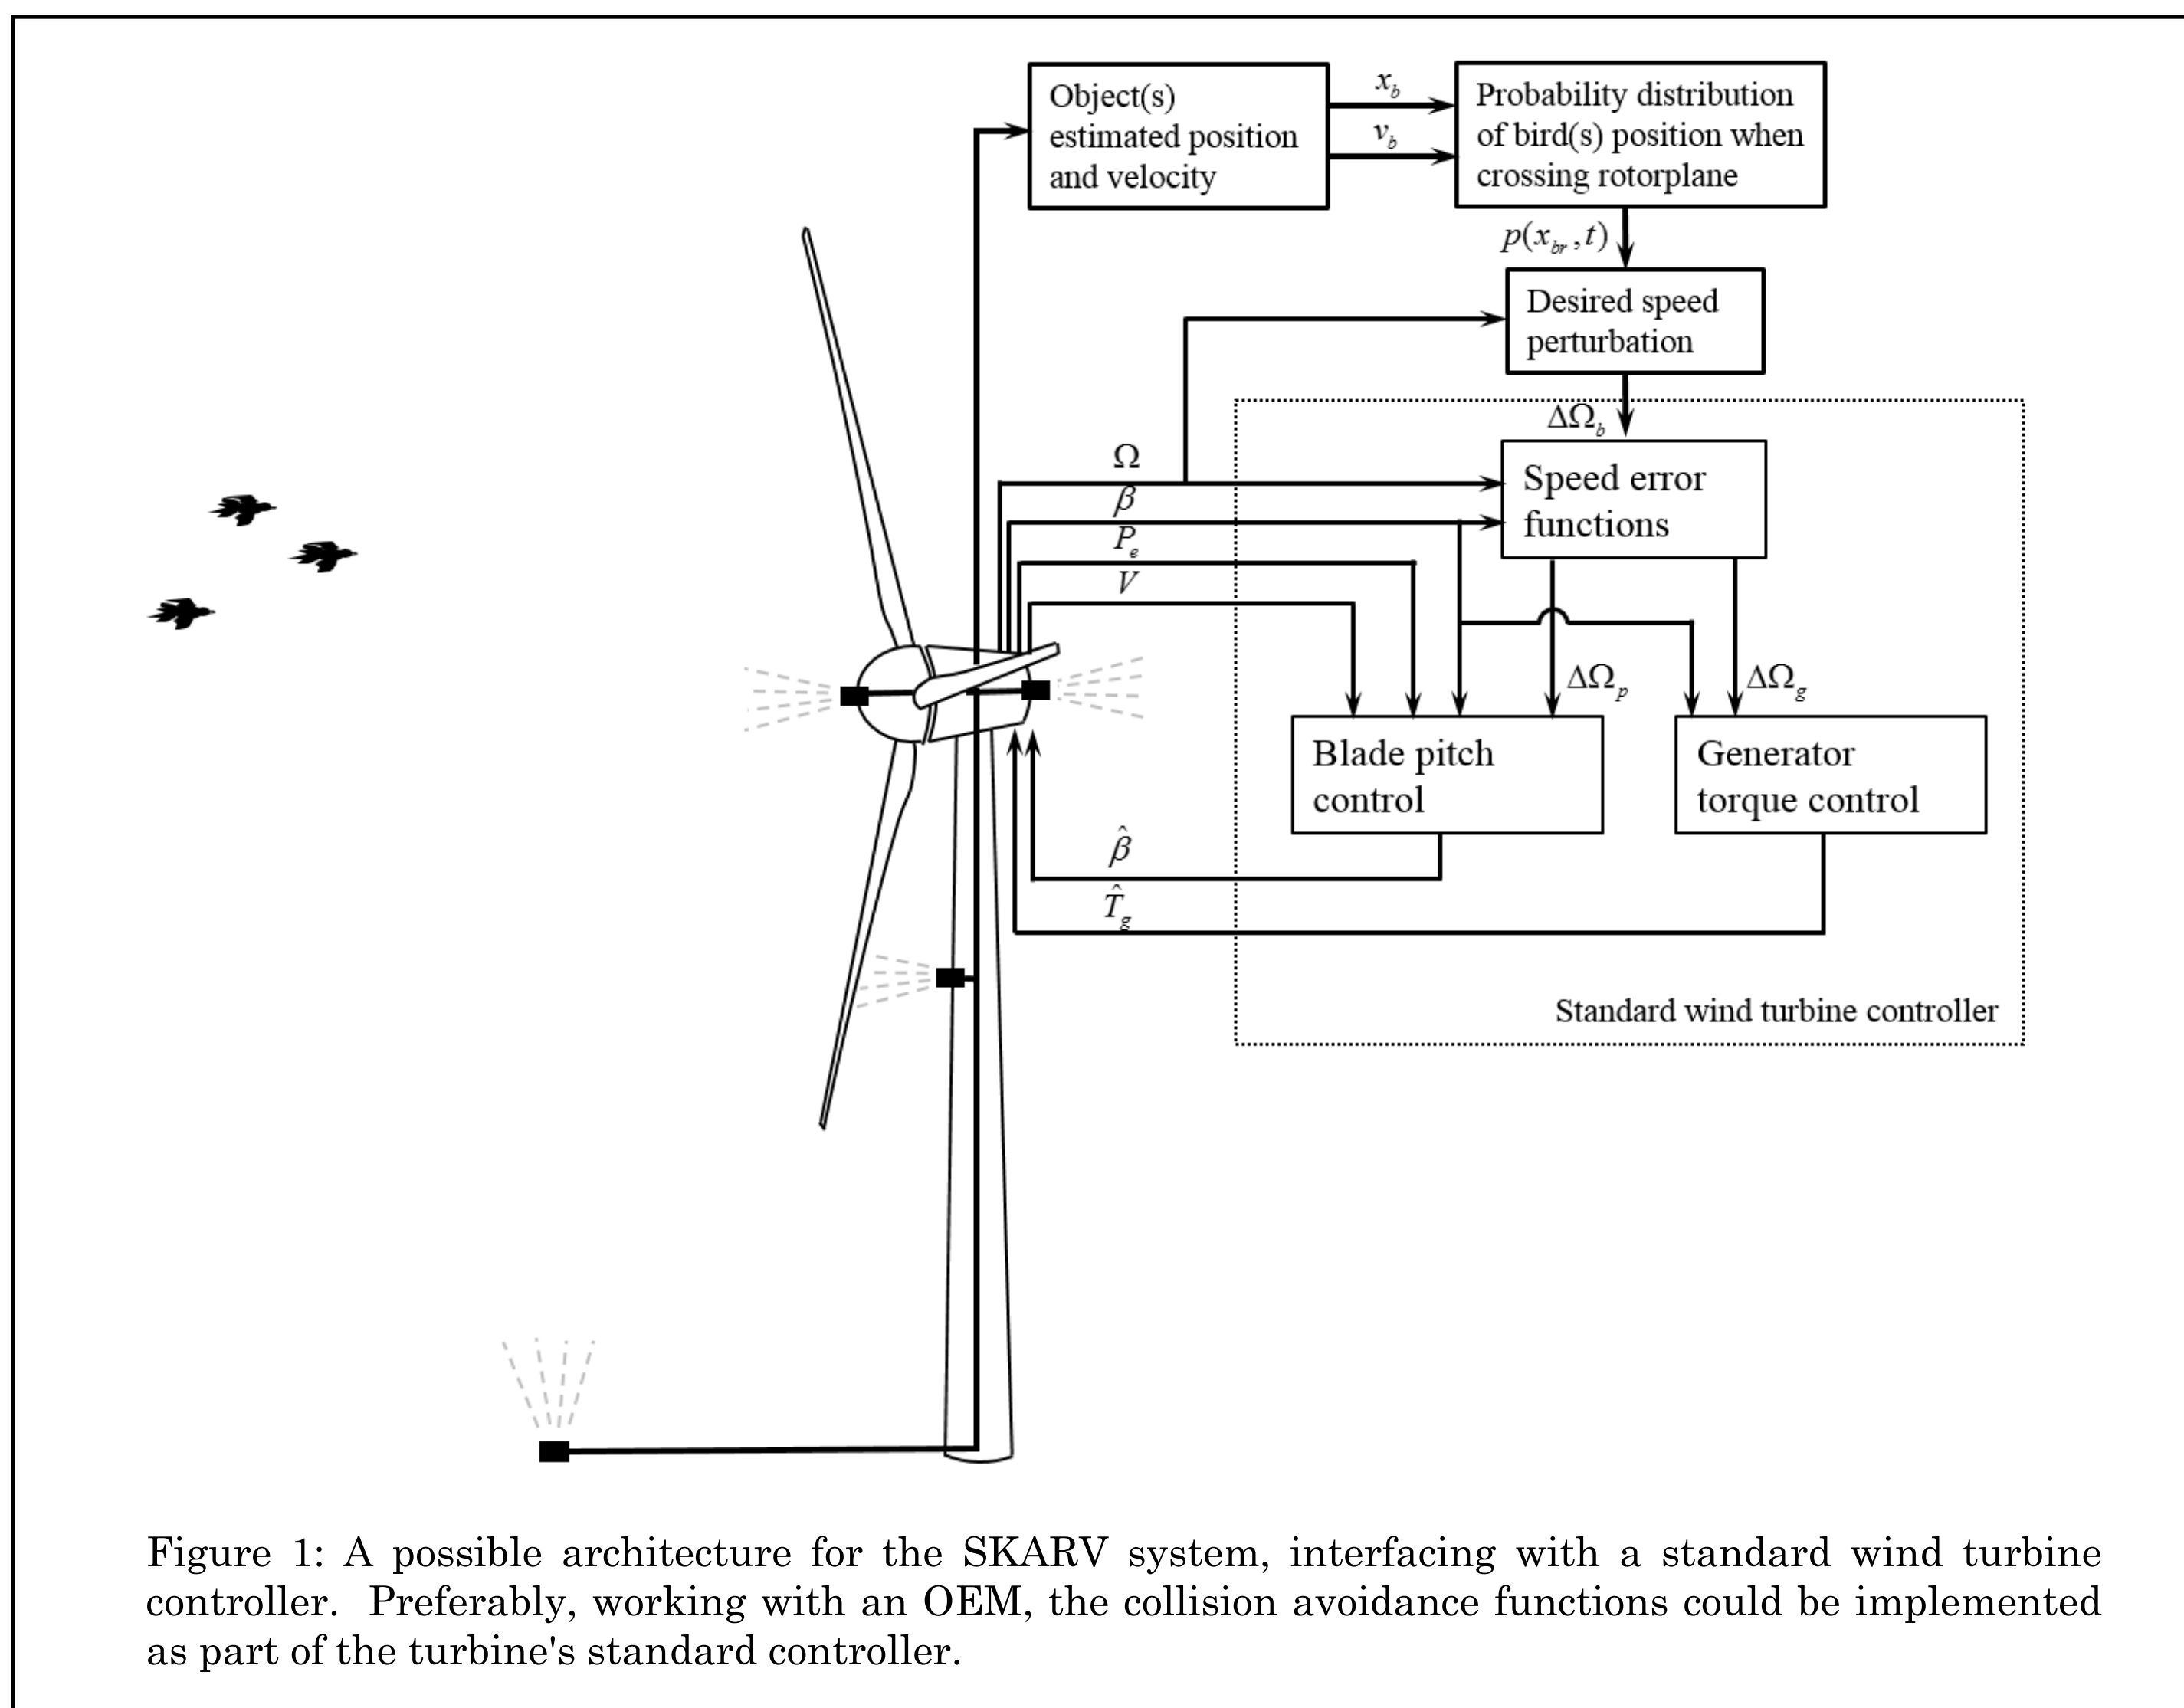 Object(s)
estimated position
and velocity
x_b
v_b
Probability distribution
of bird(s) position when
crossing rotorplane
p(x_br, t)
Desired speed
perturbation
ΔΩ_b
Ω
β
P_e
V
Speed error
functions
ΔΩ_p
ΔΩ_g
Blade pitch
control
Generator
torque control
β̂
T̂_g
Standard wind turbine controller
Figure 1: A possible architecture for the SKARV system, interfacing with a standard wind turbine
controller. Preferably, working with an OEM, the collision avoidance functions could be implemented
as part of the turbine's standard controller.